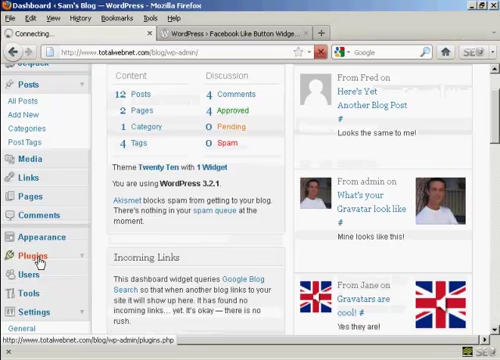 Dashboard ‹ Sam's Blog — WordPress - Mozilla Firefox
File Edit View History Bookmarks Tools Help
Connecting...
WordPress › Facebook Like Button Widge...
http://www.totalwebnet.com/blog/wp-admin/
Google
Jetpack
Posts
All Posts
Add New
Categories
Post Tags
Media
Links
Pages
Comments
Appearance
Plugins
Users
Tools
Settings
General
Content
12 Posts
2 Pages
1 Category
4 Tags
Discussion
4 Comments
4 Approved
0 Pending
0 Spam
Theme Twenty Ten with 1 Widget
You are using WordPress 3.2.1.
Akismet blocks spam from getting to your blog.
There's nothing in your spam queue at the
moment.
Incoming Links
This dashboard widget queries Google Blog
Search so that when another blog links to your
site it will show up here. It has found no
incoming links... yet. It's okay — there is no
rush.
From Fred on
Here's Yet
Another Blog Post
#
Looks the same to me!
From admin on
What's your
Gravatar look like
#
Mine looks like this!
From Jane on
Gravatars are
cool! #
Yes they are!
http://www.totalwebnet.com/blog/wp-admin/plugins.php